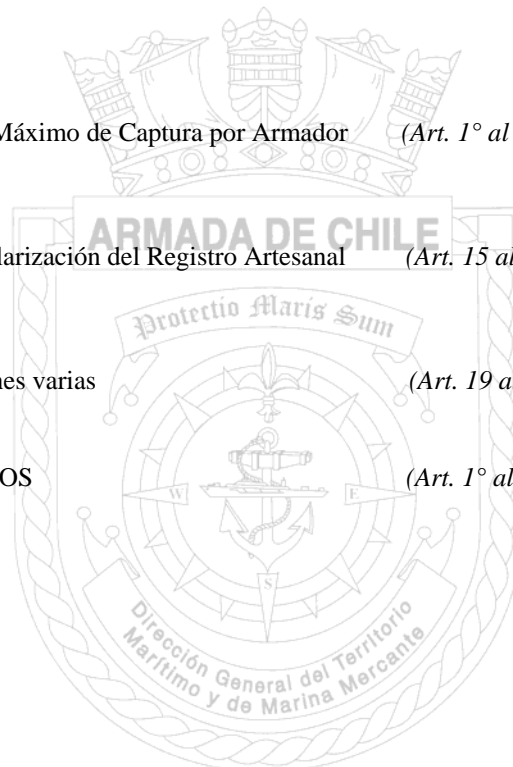 Máximo de Captura por Armador (Art. 1° al
ARMADA DE CHILE
larización del Registro Artesanal (Art. 15 al
Protectio Maris Sum
nes varias (Art. 19 a
OS (Art. 1° al
W E
S
Dirección General del Territorio
Marítimo y de Marina Mercante